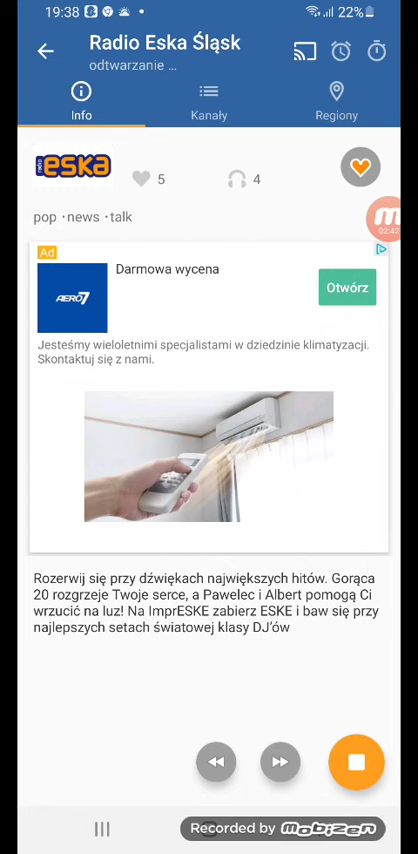 19:38
22%
Radio Eska Śląsk
odtwarzanie ...
Info
Kanały
Regiony
radio ESKA
5
4
pop ·news ·talk
02:42
Ad
Darmowa wycena
AERO7
Otwórz
Jesteśmy wieloletnimi specjalistami w dziedzinie klimatyzacji.
Skontaktuj się z nami.
Rozerwij się przy dźwiękach największych hitów. Gorąca
20 rozgrzeje Twoje serce, a Pawelec i Albert pomogą Ci
wrzucić na luz! Na ImprESKE zabierz ESKE i baw się przy
najlepszych setach światowej klasy DJ'ów
Recorded by mobizen